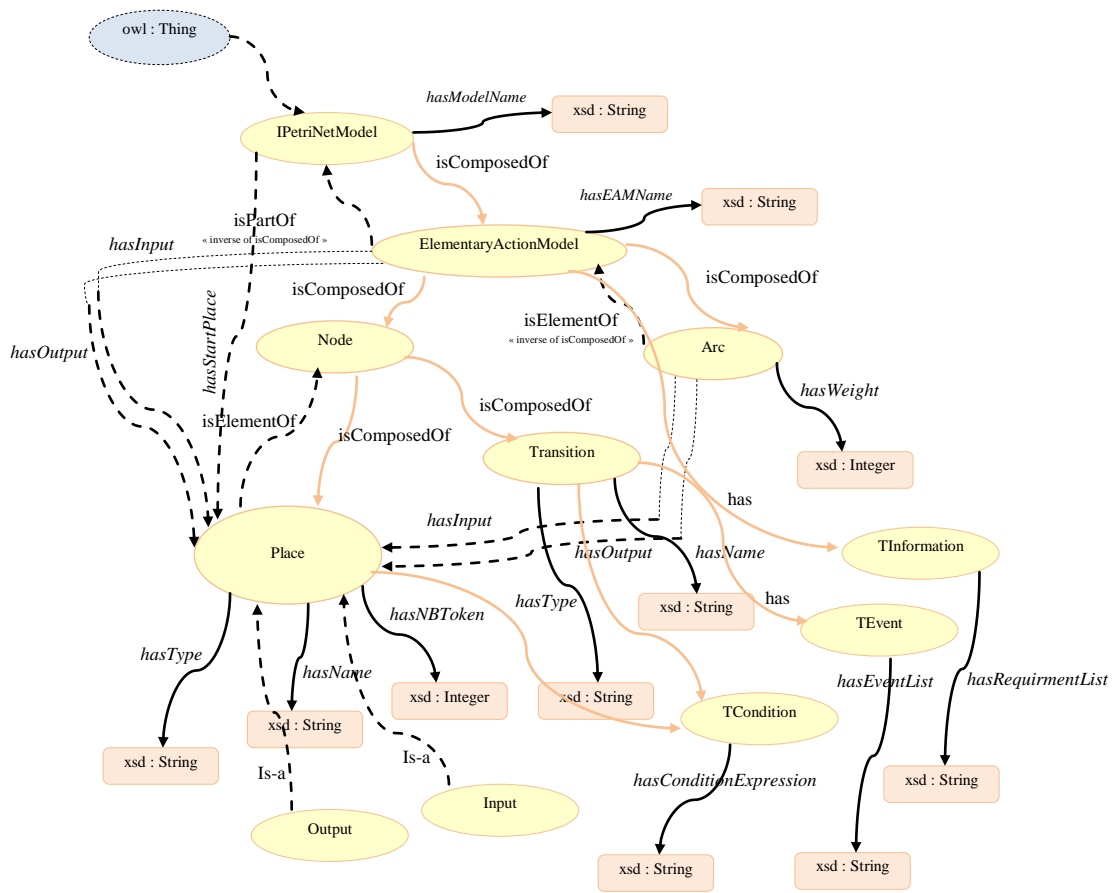 owl : Thing
hasModelName
xsd : String
IPetriNetModel
isComposedOf
hasEAMName
xsd : String
isPartOf
« inverse of isComposedOf »
hasInput
ElementaryActionModel
isComposedOf
isComposedOf
hasOutput
hasStartPlace
isElementOf
« inverse of isComposedOf »
Node
Arc
hasWeight
isElementOf
isComposedOf
isComposedOf
Transition
xsd : Integer
has
hasInput
hasOutput
hasName
TInformation
Place
hasType
xsd : String
has
TEvent
hasNBToken
hasType
hasName
hasEventList
hasRequirmentList
xsd : Integer
xsd : String
TCondition
xsd : String
xsd : String
Is-a
Is-a
hasConditionExpression
xsd : String
Input
Output
xsd : String
xsd : String